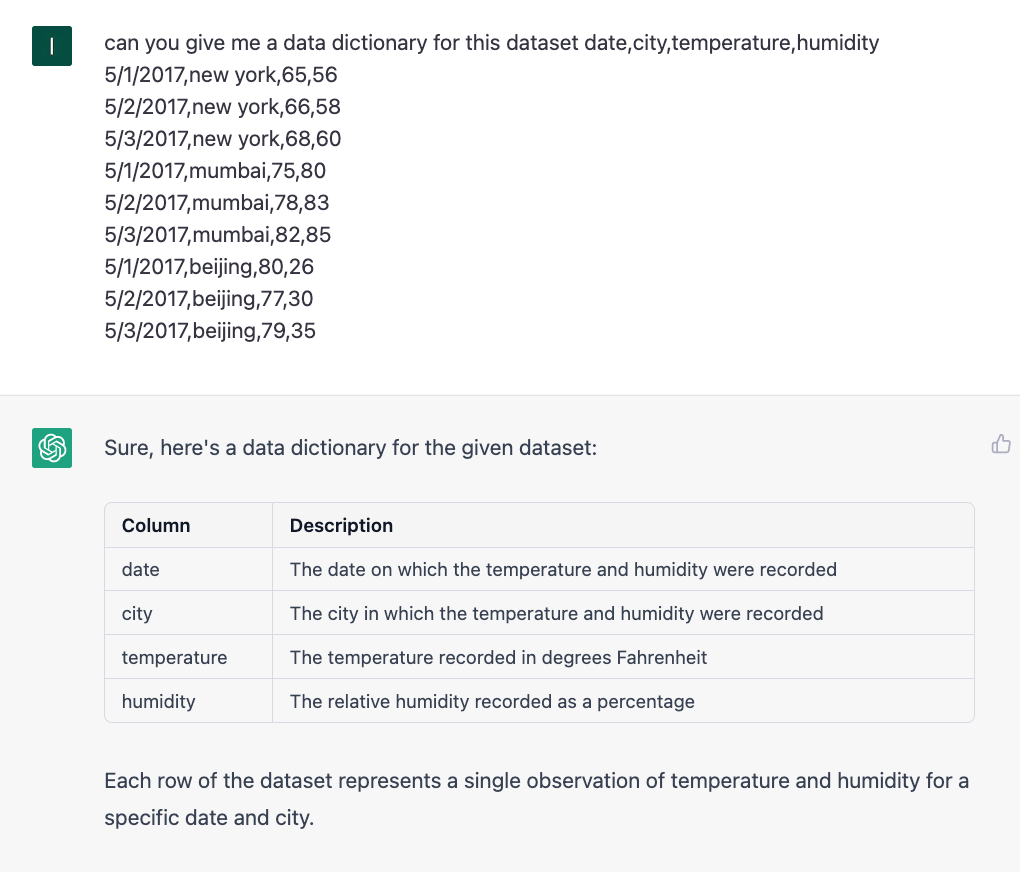 can you give me a data dictionary for this dataset date,city,temperature,humidity
5/1/2017,new york,65,56
5/2/2017,new york,66,58
5/3/2017,new york,68,60
5/1/2017,mumbai,75,80
5/2/2017,mumbai,78,83
5/3/2017,mumbai,82,85
5/1/2017,beijing,80,26
5/2/2017,beijing,77,30
5/3/2017,beijing,79,35
Sure, here's a data dictionary for the given dataset:
Column Description
date The date on which the temperature and humidity were recorded
city The city in which the temperature and humidity were recorded
temperature The temperature recorded in degrees Fahrenheit
humidity The relative humidity recorded as a percentage
Each row of the dataset represents a single observation of temperature and humidity for a
specific date and city.